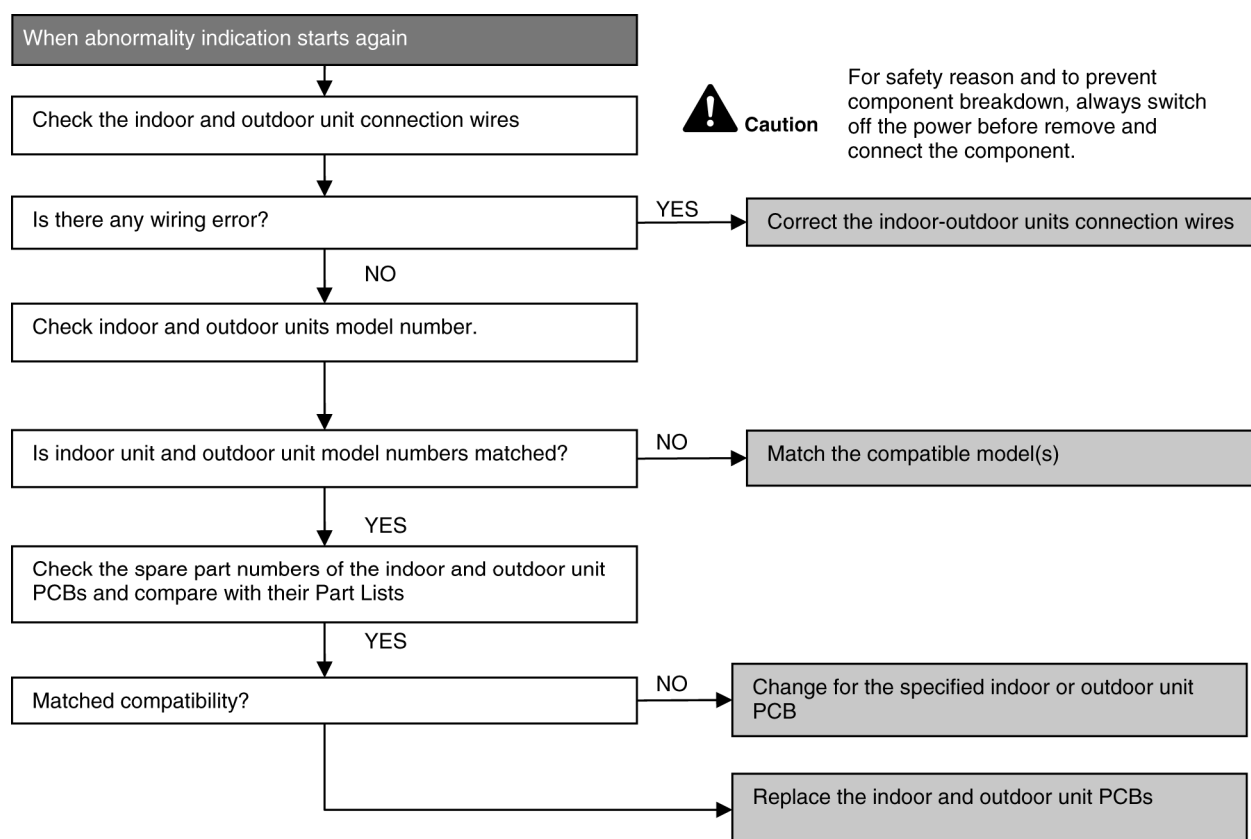 When abnormality indication starts again
Check the indoor and outdoor unit connection wires
Caution
For safety reason and to prevent
component breakdown, always switch
off the power before remove and
connect the component.
Is there any wiring error?
YES
Correct the indoor-outdoor units connection wires
NO
Check indoor and outdoor units model number.
Is indoor unit and outdoor unit model numbers matched?
NO
Match the compatible model(s)
YES
Check the spare part numbers of the indoor and outdoor unit
PCBs and compare with their Part Lists
YES
Matched compatibility?
NO
Change for the specified indoor or outdoor unit
PCB
Replace the indoor and outdoor unit PCBs